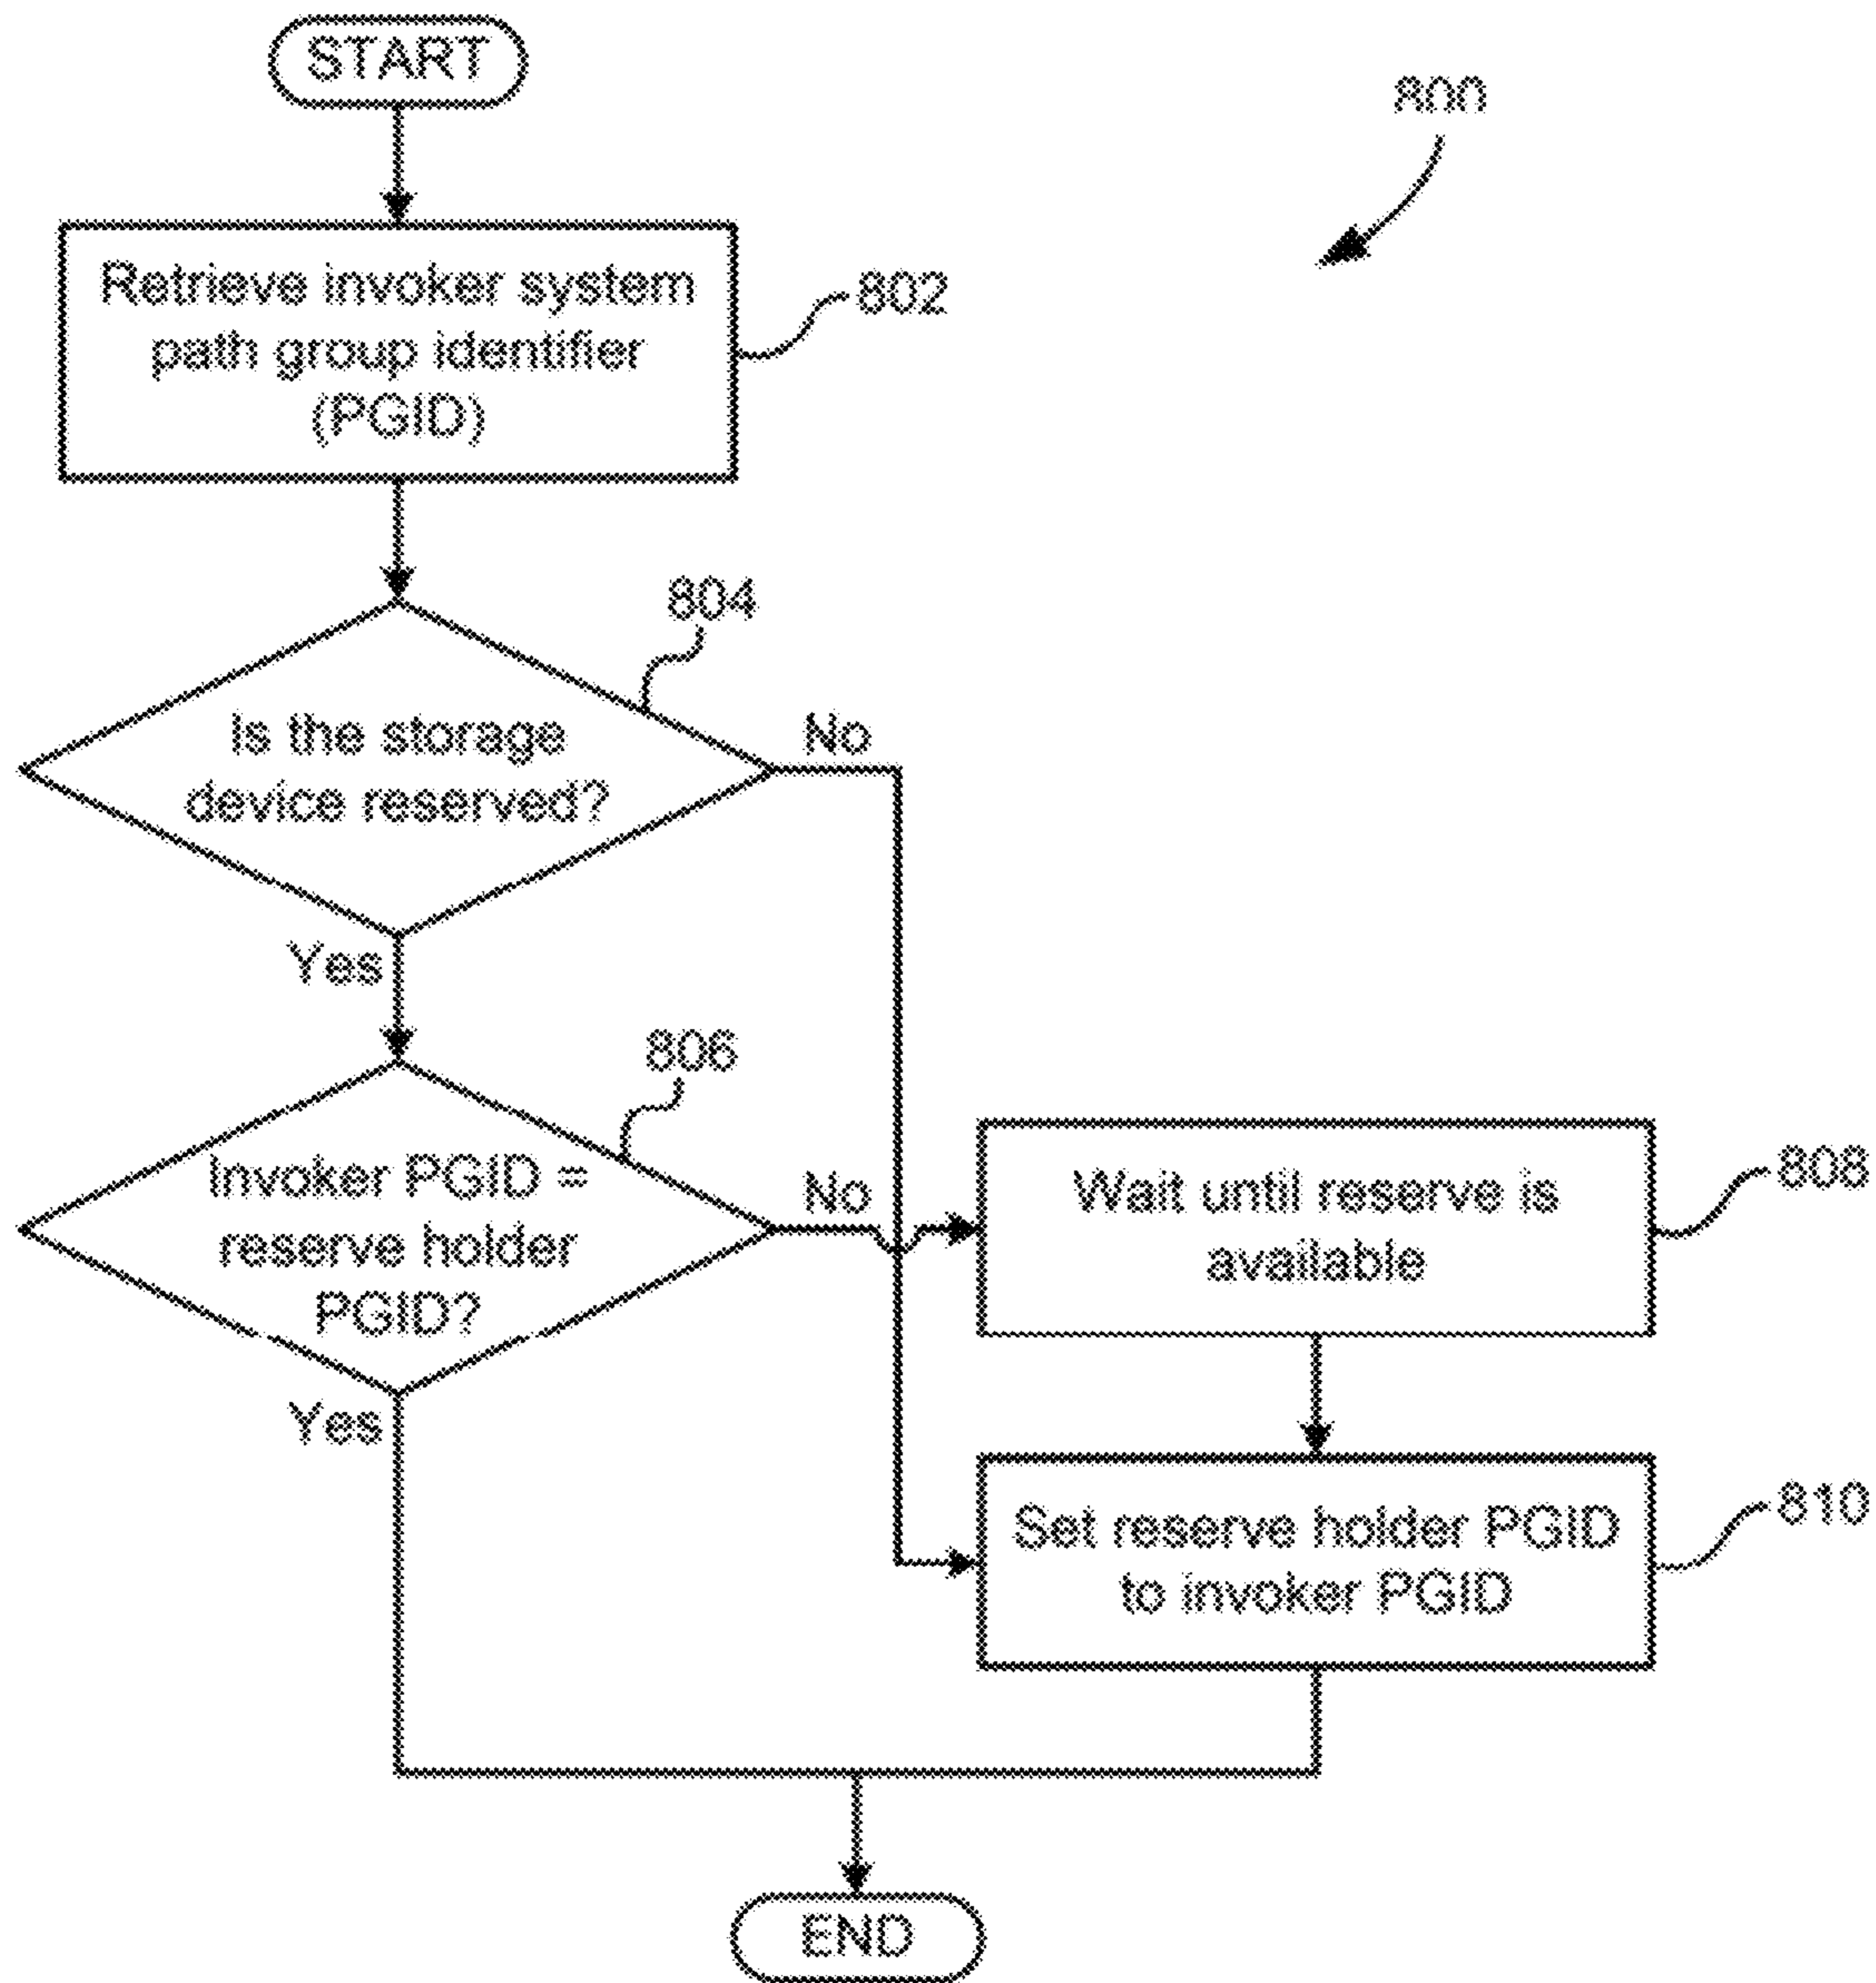 START
800
Retrieve invoker system
path group identifier
(PGID)
802
804
Is the storage
device reserved?
No
Yes
806
Invoker PGID =
reserve holder
PGID?
No
Yes
Wait until reserve is
available
808
Set reserve holder PGID
to invoker PGID
810
END